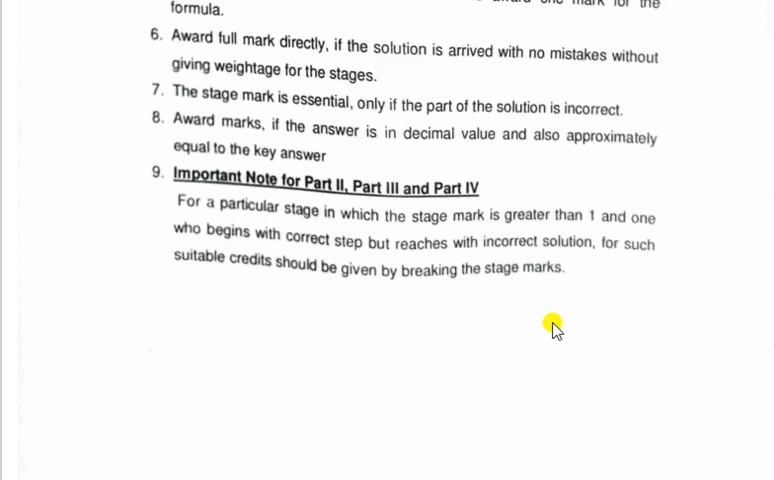 award one mark for the
formula.
6. Award full mark directly, if the solution is arrived with no mistakes without
giving weightage for the stages.
7. The stage mark is essential, only if the part of the solution is incorrect.
8. Award marks, if the answer is in decimal value and also approximately
equal to the key answer
9. Important Note for Part II, Part III and Part IV
For a particular stage in which the stage mark is greater than 1 and one
who begins with correct step but reaches with incorrect solution, for such
suitable credits should be given by breaking the stage marks.